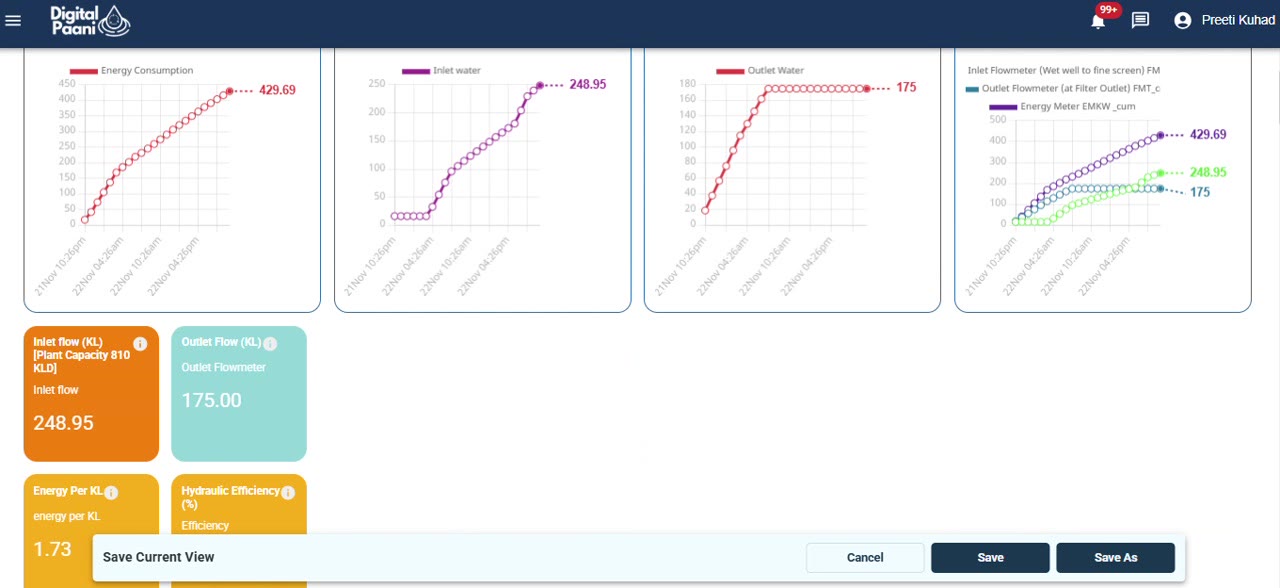 Digital
Paani
99+
Preeti Kuhad
Energy Consumption
450
400
350
300
250
200
150
100
50
0
429.69
21Nov 10:26pm
22Nov 04:26am
22Nov 10:26am
22Nov 04:26pm
Inlet water
250
200
150
100
50
0
248.95
21Nov 10:26pm
22Nov 04:26am
22Nov 10:26am
22Nov 04:26pm
Outlet Water
180
160
140
120
100
80
60
40
20
0
175
21Nov 10:26pm
22Nov 04:26am
22Nov 10:26am
22Nov 04:26pm
Inlet Flowmeter (Wet well to fine screen) FM
Outlet Flowmeter (at Filter Outlet) FMT_c
Energy Meter EMKW _cum
500
400
300
200
100
0
429.69
248.95
175
21Nov 10:26pm
22Nov 04:26am
22Nov 10:26am
22Nov 04:26pm
Inlet flow (KL)
[Plant Capacity 810
KLD]
Inlet flow
248.95
Outlet Flow (KL)
Outlet Flowmeter
175.00
Energy Per KL
energy per KL
1.73
Hydraulic Efficiency
(%)
Efficiency
Save Current View
Cancel
Save
Save As